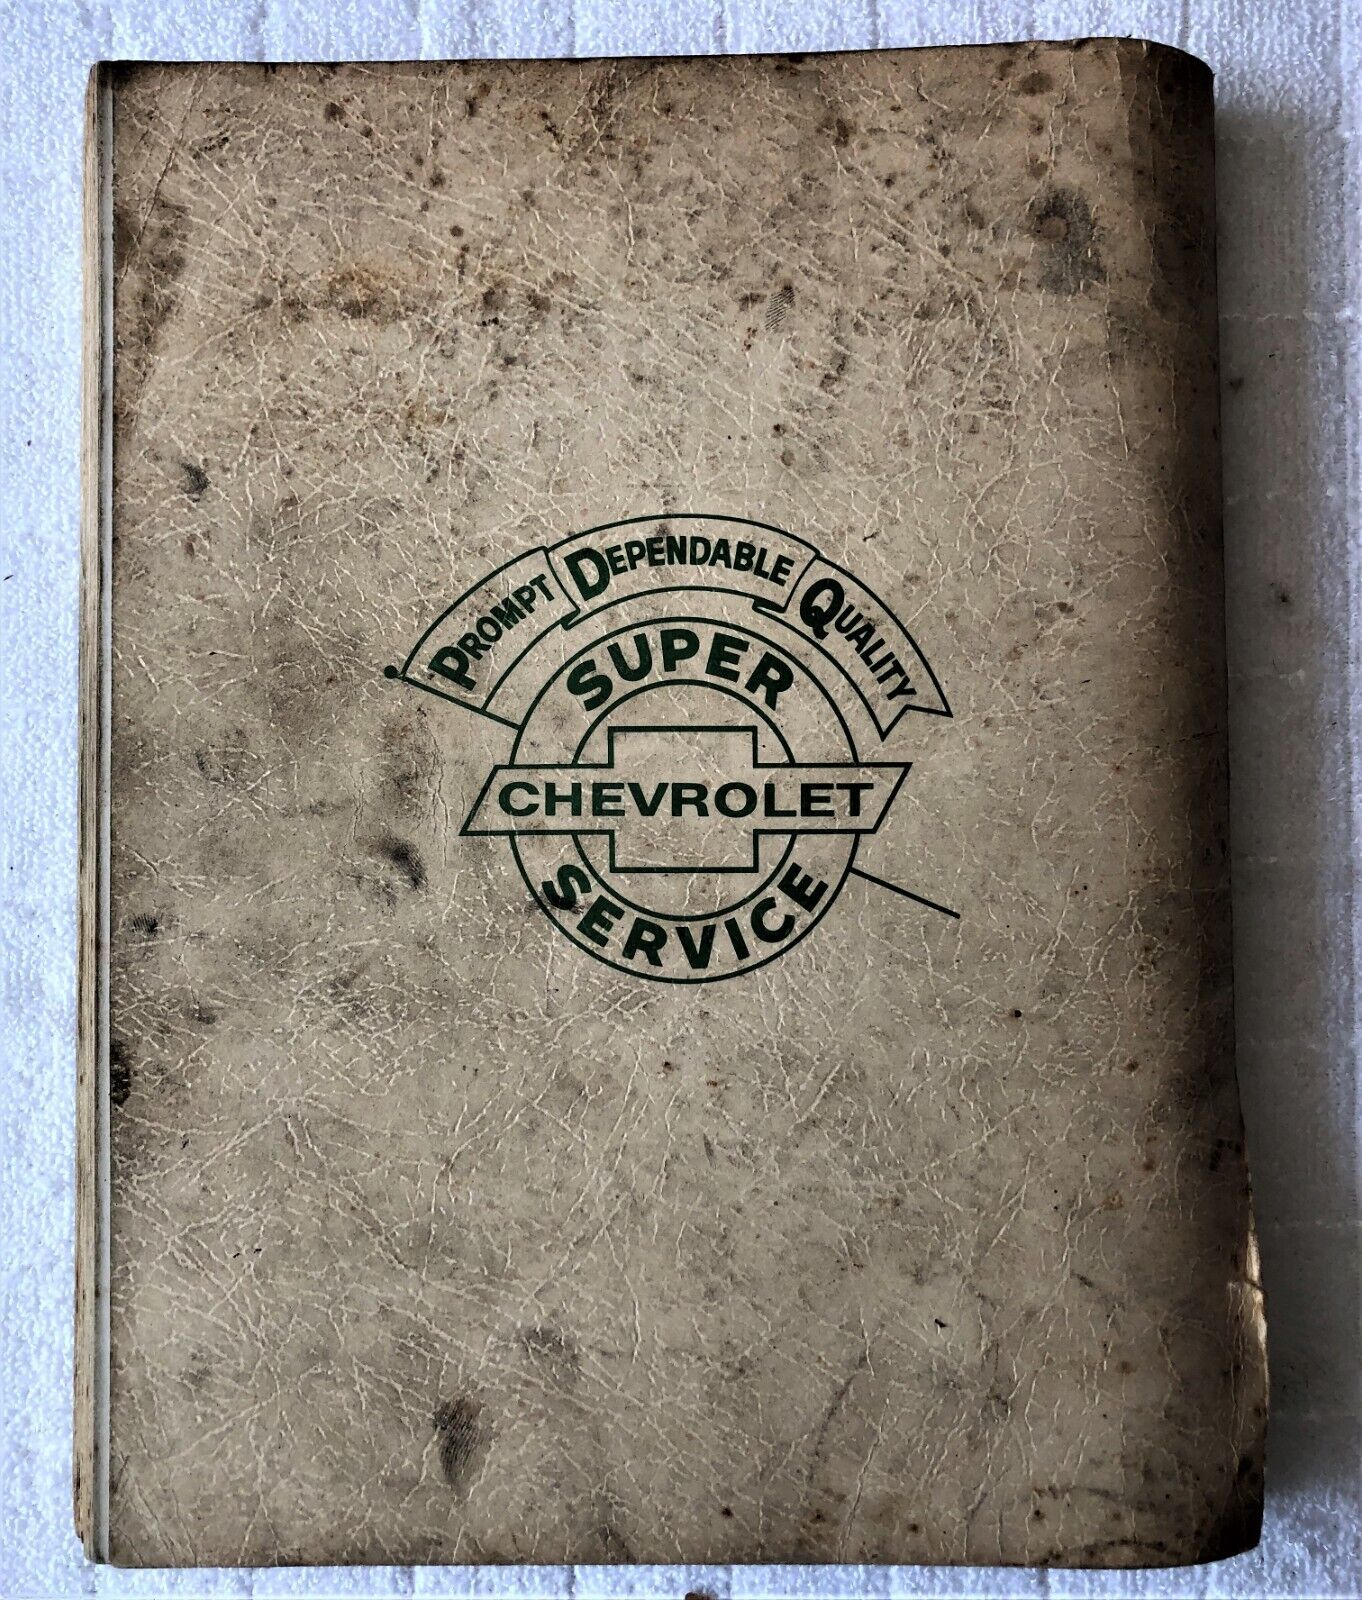 PROMPT DEPENDABLE QUALITY
SUPER
CHEVROLET
SERVICE